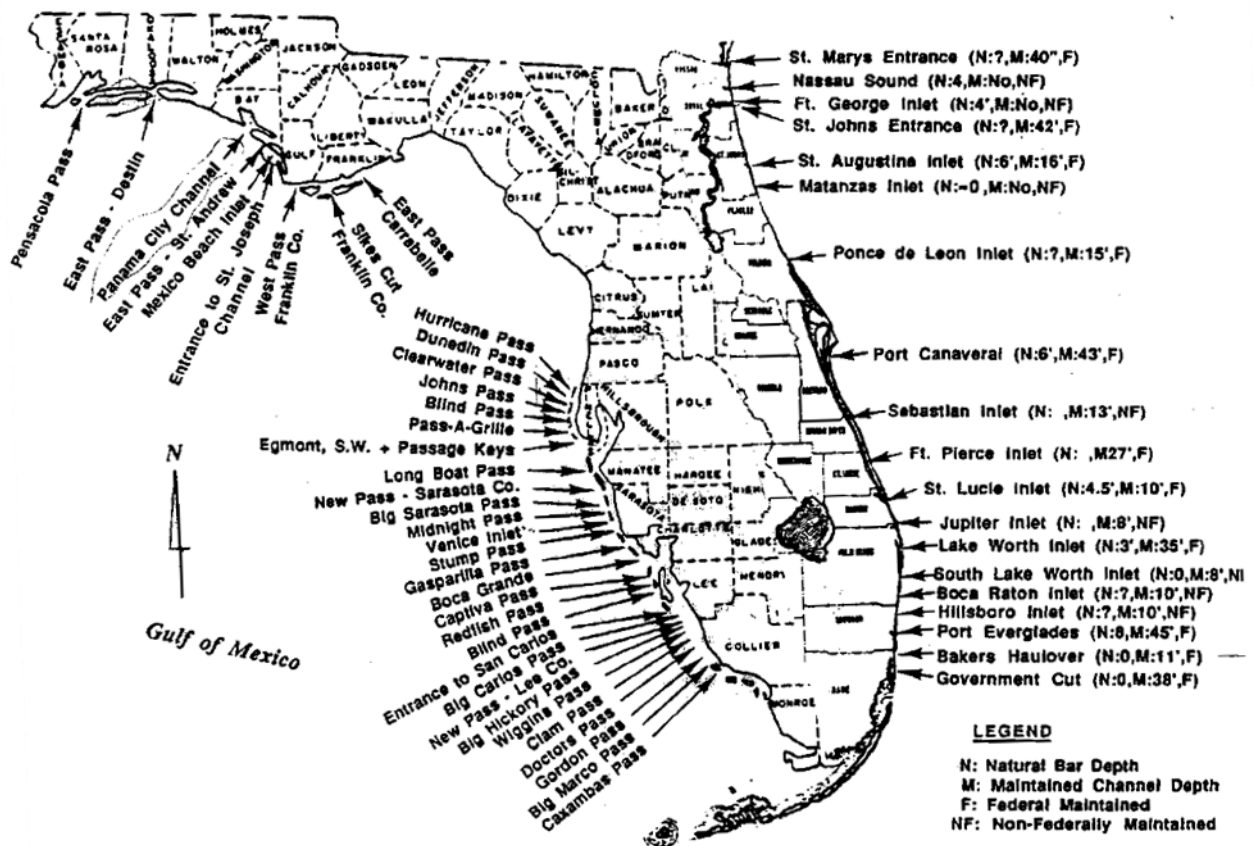 HOLMES
SANTA
ROSA
OKALOOSA
WALTON
JACKSON
WASHINGTON
GADSDEN
CALHOUN
LEON
JEFFERSON
MADISON
HAMILTON
BAY
LIBERTY
WAKULLA
TAYLOR
SUWANEE
LAFAYETTE
BAKER
UNION
GULF
FRANKLIN
DIXIE
ALACHUA
LEVY
MARION
CITRUS
SUMTER
HERNANDO
PASCO
HILLSBOROUGH
POLK
MANATEE
HARDEE
SARASOTA
DE SOTO
CHARLOTTE
GLADES
LEE
HENDRY
COLLIER
MONROE
DADE
Pensacola Pass
East Pass - Destin
Panama City Channel
East Pass - St. Andrew
Mexico Beach Inlet
Entrance to St. Joseph
Channel
West Pass
Franklin Co.
Sikes Cut
Franklin Co.
East Pass
Carrabelle
Hurricane Pass
Dunedin Pass
Clearwater Pass
Johns Pass
Blind Pass
Pass-A-Grille
Egmont, S.W. + Passage Keys
Long Boat Pass
New Pass - Sarasota Co.
Big Sarasota Pass
Midnight Pass
Venice Inlet
Stump Pass
Gasparilla Pass
Boca Grande
Captiva Pass
Redfish Pass
Blind Pass
Entrance to San Carlos
Big Carlos Pass
New Pass - Lee Co.
Big Hickory Pass
Wiggins Pass
Clam Pass
Doctors Pass
Gordon Pass
Big Marco Pass
Caxambas Pass
N
Gulf of Mexico
St. Marys Entrance (N:?,M:40",F)
Nassau Sound (N:4,M:No,NF)
Ft. George Inlet (N:4',M:No,NF)
St. Johns Entrance (N:?,M:42',F)
St. Augustine Inlet (N:6',M:16',F)
Matanzas Inlet (N:~0,M:No,NF)
Ponce de Leon Inlet (N:?,M:15',F)
Port Canaveral (N:6',M:43',F)
Sebastian Inlet (N: ,M:13',NF)
Ft. Pierce Inlet (N: ,M27',F)
St. Lucie Inlet (N:4.5',M:10',F)
Jupiter Inlet (N: ,M:8',NF)
Lake Worth Inlet (N:3',M:35',F)
South Lake Worth Inlet (N:0,M:8',NI
Boca Raton Inlet (N:?,M:10',NF)
Hillsboro Inlet (N:?,M:10',NF)
Port Everglades (N:8,M:45',F)
Bakers Haulover (N:0,M:11',F)
Government Cut (N:0,M:38',F)
LEGEND
N: Natural Bar Depth
M: Maintained Channel Depth
F: Federal Maintained
NF: Non-Federally Maintained